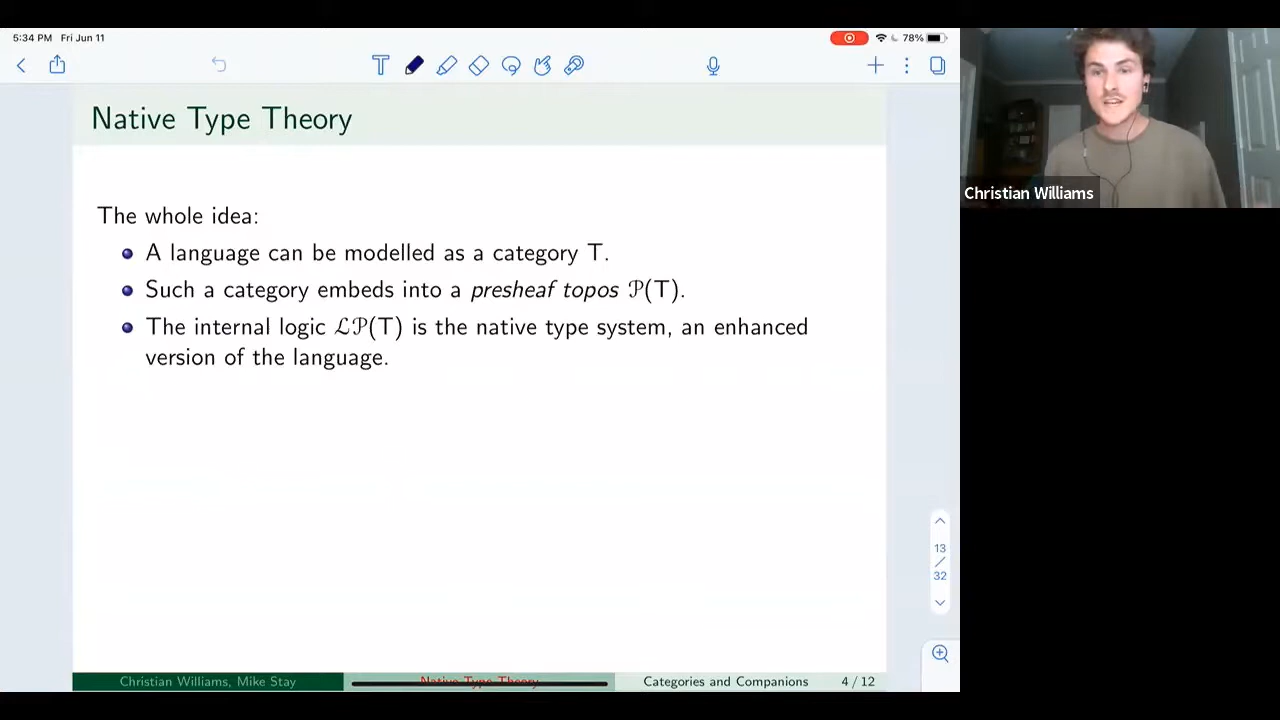 5:34 PM Fri Jun 11
78%
Native Type Theory
Christian Williams
The whole idea:
A language can be modelled as a category T.
Such a category embeds into a presheaf topos 𝒫(T).
The internal logic ℒ𝒫(T) is the native type system, an enhanced
version of the language.
13
/
32
Christian Williams, Mike Stay
Native Type Theory
Categories and Companions
4 / 12